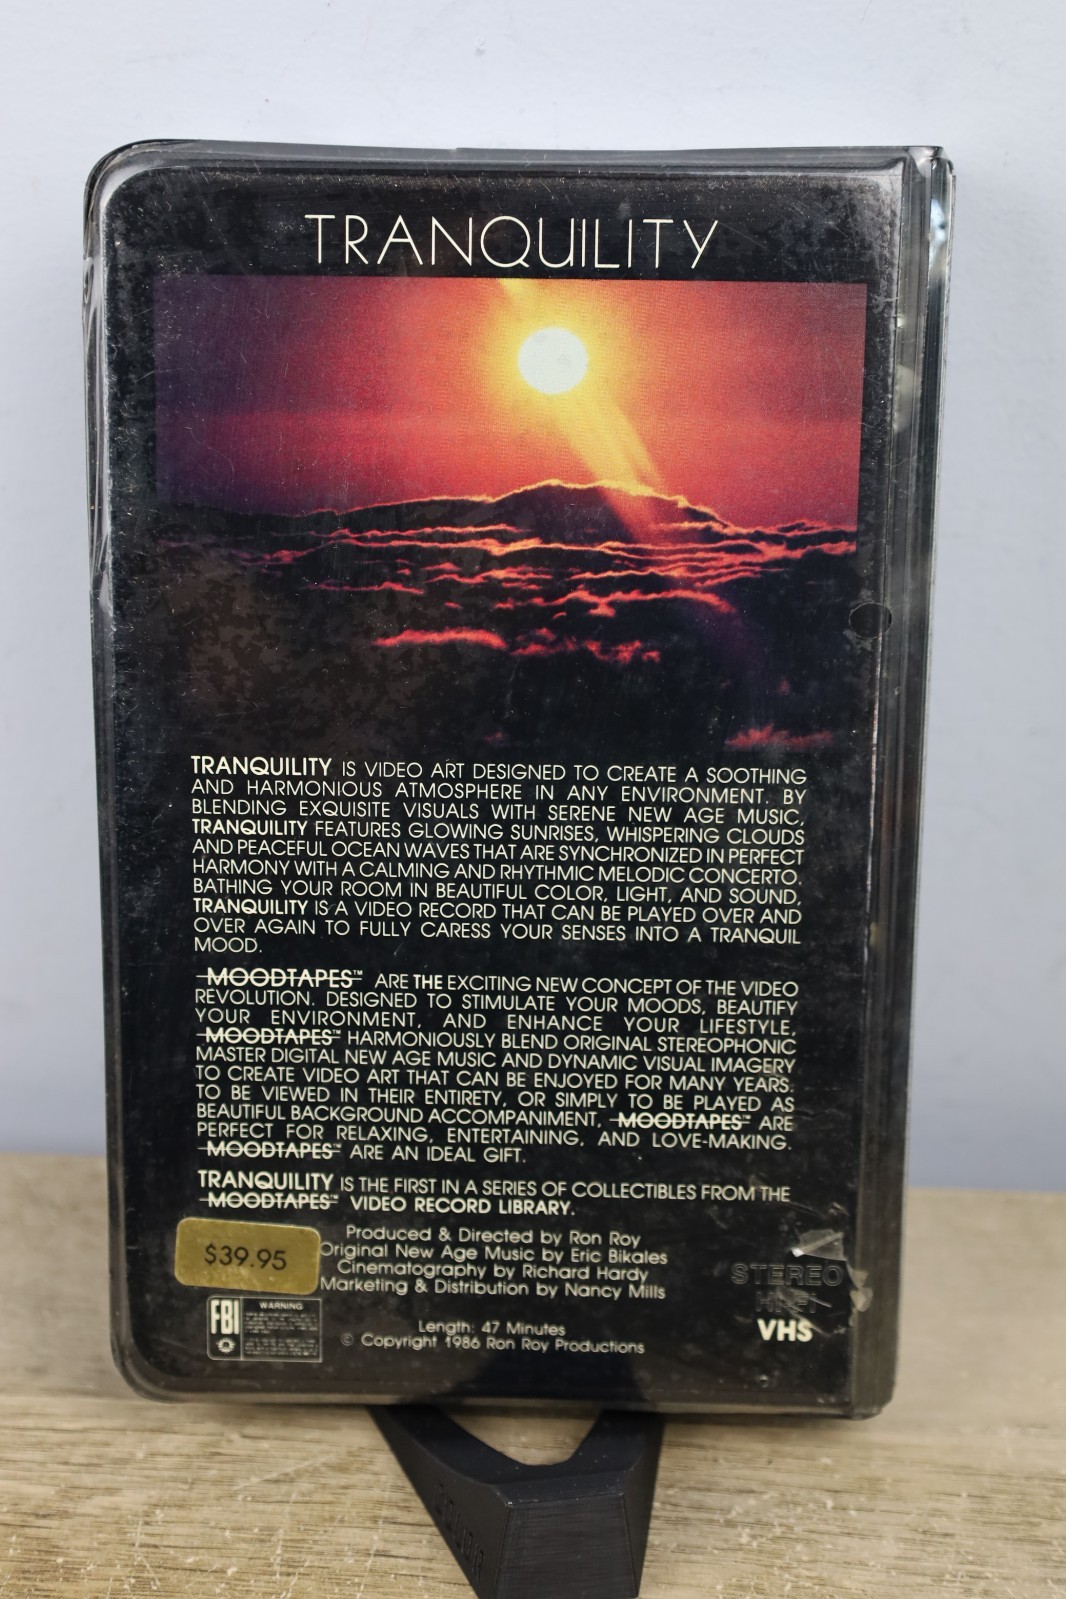 TRANQUILITY
TRANQUILITY IS VIDEO ART DESIGNED TO CREATE A SOOTHING
AND HARMONIOUS ATMOSPHERE IN ANY ENVIRONMENT. BY
BLENDING EXQUISITE VISUALS WITH SERENE NEW AGE MUSIC,
TRANQUILITY FEATURES GLOWING SUNRISES, WHISPERING CLOUDS
AND PEACEFUL OCEAN WAVES THAT ARE SYNCHRONIZED IN PERFECT
HARMONY WITH A CALMING AND RHYTHMIC MELODIC CONCERTO.
BATHING YOUR ROOM IN BEAUTIFUL COLOR, LIGHT, AND SOUND,
TRANQUILITY IS A VIDEO RECORD THAT CAN BE PLAYED OVER AND
OVER AGAIN TO FULLY CARESS YOUR SENSES INTO A TRANQUIL
MOOD.
MOODTAPES™ ARE THE EXCITING NEW CONCEPT OF THE VIDEO
REVOLUTION. DESIGNED TO STIMULATE YOUR MOODS, BEAUTIFY
YOUR ENVIRONMENT, AND ENHANCE YOUR LIFESTYLE,
MOODTAPES™ HARMONIOUSLY BLEND ORIGINAL STEREOPHONIC
MASTER DIGITAL NEW AGE MUSIC AND DYNAMIC VISUAL IMAGERY
TO CREATE VIDEO ART THAT CAN BE ENJOYED FOR MANY YEARS.
TO BE VIEWED IN THEIR ENTIRETY, OR SIMPLY TO BE PLAYED AS
BEAUTIFUL BACKGROUND ACCOMPANIMENT, MOODTAPES™ ARE
PERFECT FOR RELAXING, ENTERTAINING, AND LOVE-MAKING.
MOODTAPES™ ARE AN IDEAL GIFT.
TRANQUILITY IS THE FIRST IN A SERIES OF COLLECTIBLES FROM THE
MOODTAPES™ VIDEO RECORD LIBRARY.
Produced & Directed by Ron Roy
Original New Age Music by Eric Bikales
Cinematography by Richard Hardy
Marketing & Distribution by Nancy Mills
$39.95
FBI WARNING
Length: 47 Minutes
© Copyright 1986 Ron Roy Productions
STEREO
HI-FI
VHS